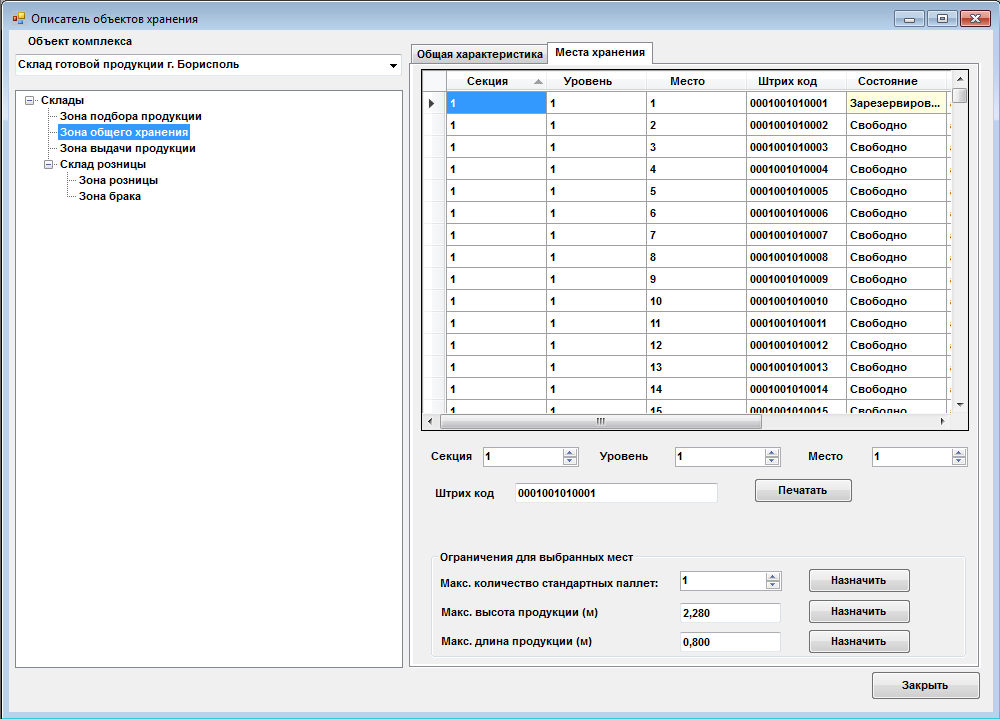 Описатель объектов хранения
Объект комплекса
Склад готовой продукции г. Борисполь
Склады
Зона подбора продукции
Зона общего хранения
Зона выдачи продукции
Склад розницы
Зона розницы
Зона брака
Общая характеристика Места хранения
Секция Уровень Место Штрих код Состояние
1 1 1 0001001010001 Зарезервиров...
1 1 2 0001001010002 Свободно
1 1 3 0001001010003 Свободно
1 1 4 0001001010004 Свободно
1 1 5 0001001010005 Свободно
1 1 6 0001001010006 Свободно
1 1 7 0001001010007 Свободно
1 1 8 0001001010008 Свободно
1 1 9 0001001010009 Свободно
1 1 10 0001001010010 Свободно
1 1 11 0001001010011 Свободно
1 1 12 0001001010012 Свободно
1 1 13 0001001010013 Свободно
1 1 14 0001001010014 Свободно
1 1 15 0001001010015 Свободно
Секция 1 Уровень 1 Место 1
Штрих код 0001001010001 Печатать
Ограничения для выбранных мест
Макс. количество стандартных паллет: 1 Назначить
Макс. высота продукции (м) 2,280 Назначить
Макс. длина продукции (м) 0,800 Назначить
Закрыть